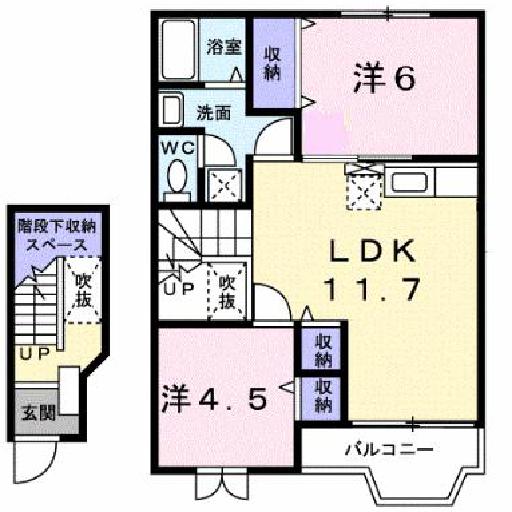 浴室
収納
洋6
洗面
WC
階段下収納
スペース
吹抜
UP
玄関
UP
吹抜
LDK
11.7
収納
収納
洋4.5
バルコニー